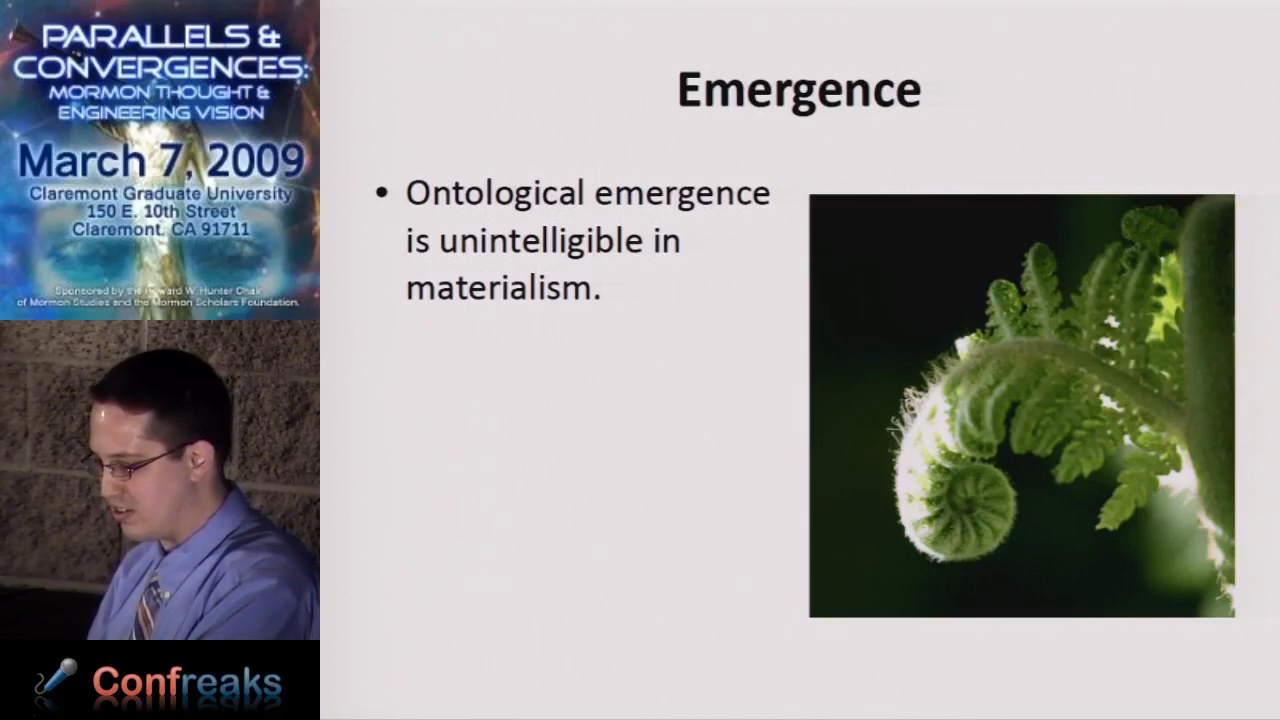 PARALLELS &
CONVERGENCES:
MORMON THOUGHT &
ENGINEERING VISION
March 7, 2009
Claremont Graduate University
150 E. 10th Street
Claremont, CA 91711
Sponsored by the Howard W. Hunter Chair
of Mormon Studies and the Mormon Scholars Foundation.
Confreaks
Emergence
• Ontological emergence
is unintelligible in
materialism.